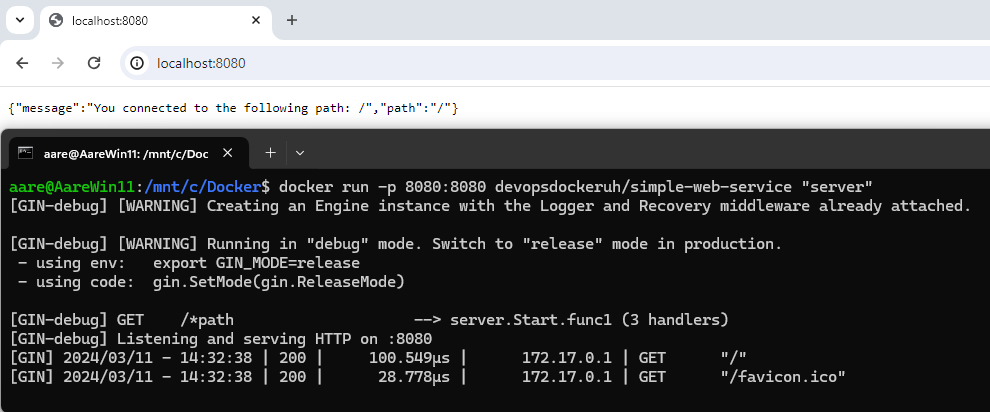 localhost:8080
localhost:8080
{"message":"You connected to the following path: /","path":"/"}
aare@AareWin11: /mnt/c/Doc
aare@AareWin11:/mnt/c/Docker$ docker run -p 8080:8080 devopsdockeruh/simple-web-service "server"
[GIN-debug] [WARNING] Creating an Engine instance with the Logger and Recovery middleware already attached.

[GIN-debug] [WARNING] Running in "debug" mode. Switch to "release" mode in production.
 - using env:   export GIN_MODE=release
 - using code:  gin.SetMode(gin.ReleaseMode)

[GIN-debug] GET    /*path                    --> server.Start.func1 (3 handlers)
[GIN-debug] Listening and serving HTTP on :8080
[GIN] 2024/03/11 - 14:32:38 | 200 |     100.549µs |      172.17.0.1 | GET      "/"
[GIN] 2024/03/11 - 14:32:38 | 200 |      28.778µs |      172.17.0.1 | GET      "/favicon.ico"